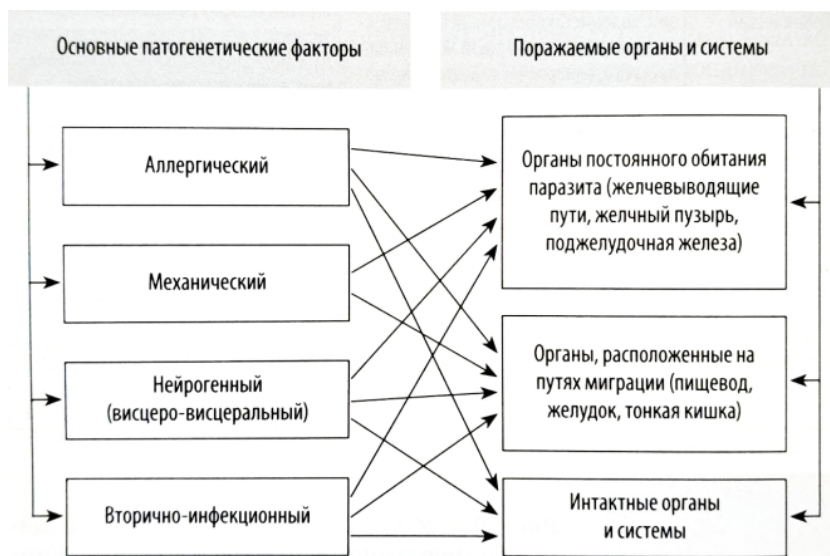 Основные патогенетические факторы
Поражаемые органы и системы
Аллергический
Механический
Нейрогенный
(висцеро-висцеральный)
Вторично-инфекционный
Органы постоянного обитания
паразита (желчевыводящие
пути, желчный пузырь,
поджелудочная железа)
Органы, расположенные на
путях миграции (пищевод,
желудок, тонкая кишка)
Интактные органы
и системы